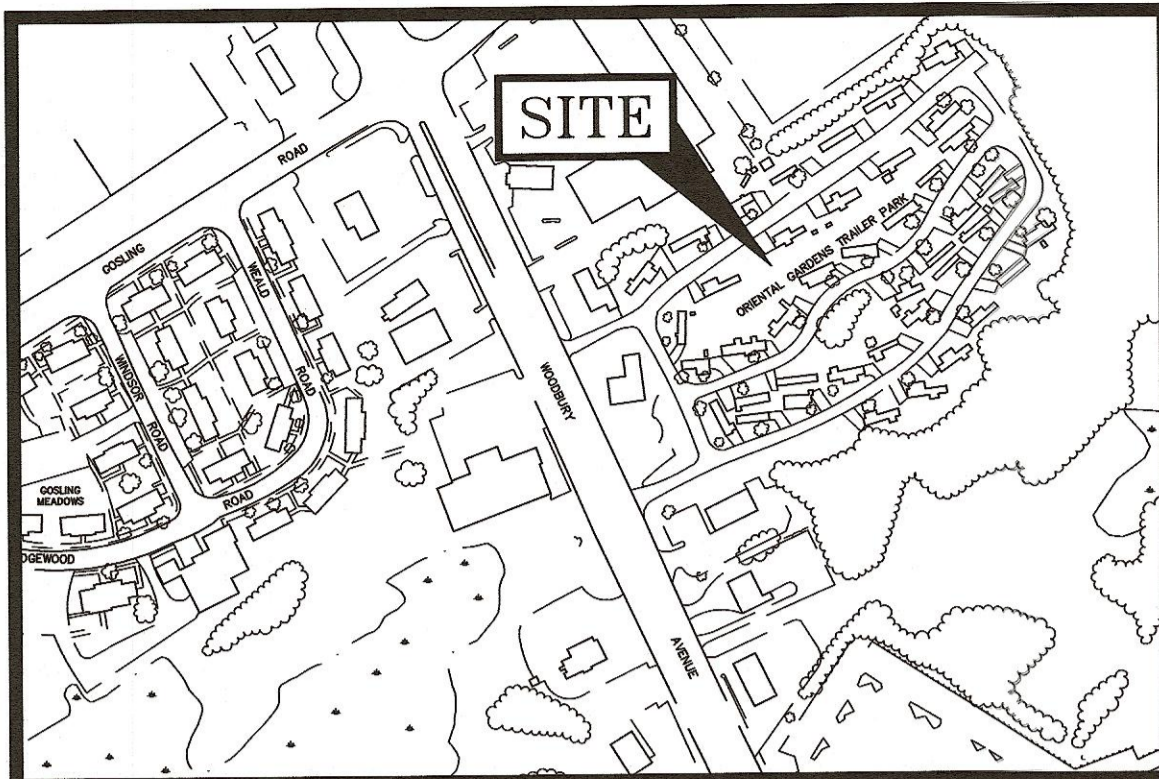 SITE
GOSLING ROAD
WEALD ROAD
WINDSOR ROAD
GOSLING
MEADOWS
DGEWOOD ROAD
WOODBURY AVENUE
ORIENTAL GARDENS TRAILER PARK